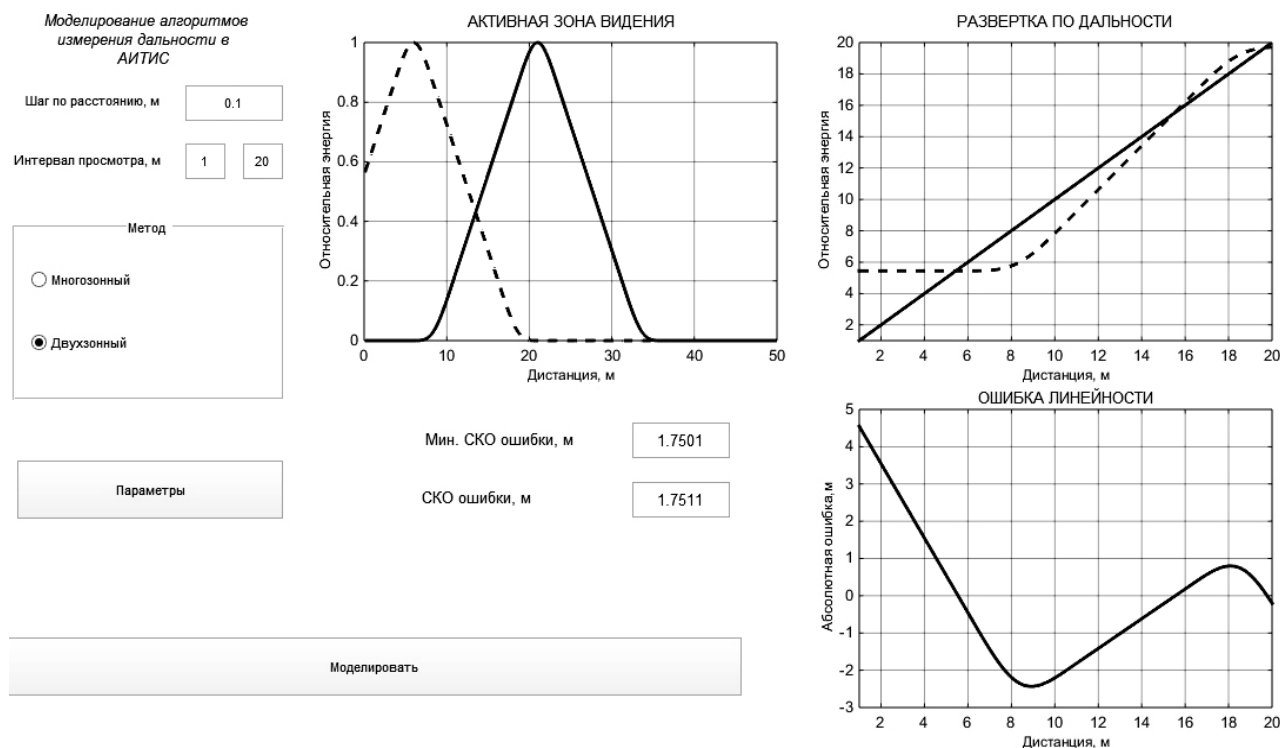 Моделирование алгоритмов
измерения дальности в
АИТИС
Шаг по расстоянию, м
0.1
Интервал просмотра, м
1
20
Метод
Многозонный
Двухзонный
Параметры
Моделировать
АКТИВНАЯ ЗОНА ВИДЕНИЯ
Относительная энергия
1
0.8
0.6
0.4
0.2
0
0 10 20 30 40 50
Дистанция, м
Мин. СКО ошибки, м
1.7501
СКО ошибки, м
1.7511
РАЗВЕРТКА ПО ДАЛЬНОСТИ
Относительная энергия
20
18
16
14
12
10
8
6
4
2
2 4 6 8 10 12 14 16 18 20
Дистанция, м
ОШИБКА ЛИНЕЙНОСТИ
Абсолютная ошибка,м
5
4
3
2
1
0
-1
-2
-3
2 4 6 8 10 12 14 16 18 20
Дистанция, м